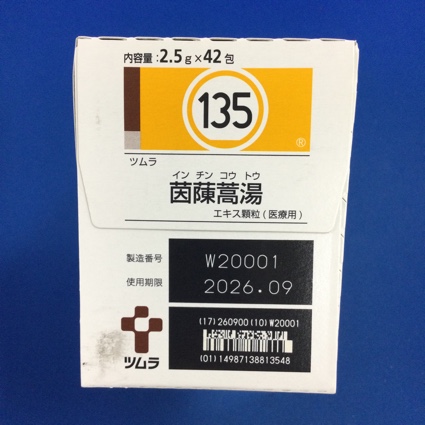 内容量:2.5g×42包
135
®
ツムラ
インチンコウトウ
茵蔯蒿湯
エキス顆粒(医療用)
製造番号 W20001
使用期限 2026.09
(17)260900(10)W20001
(01)14987138813548
ツムラ